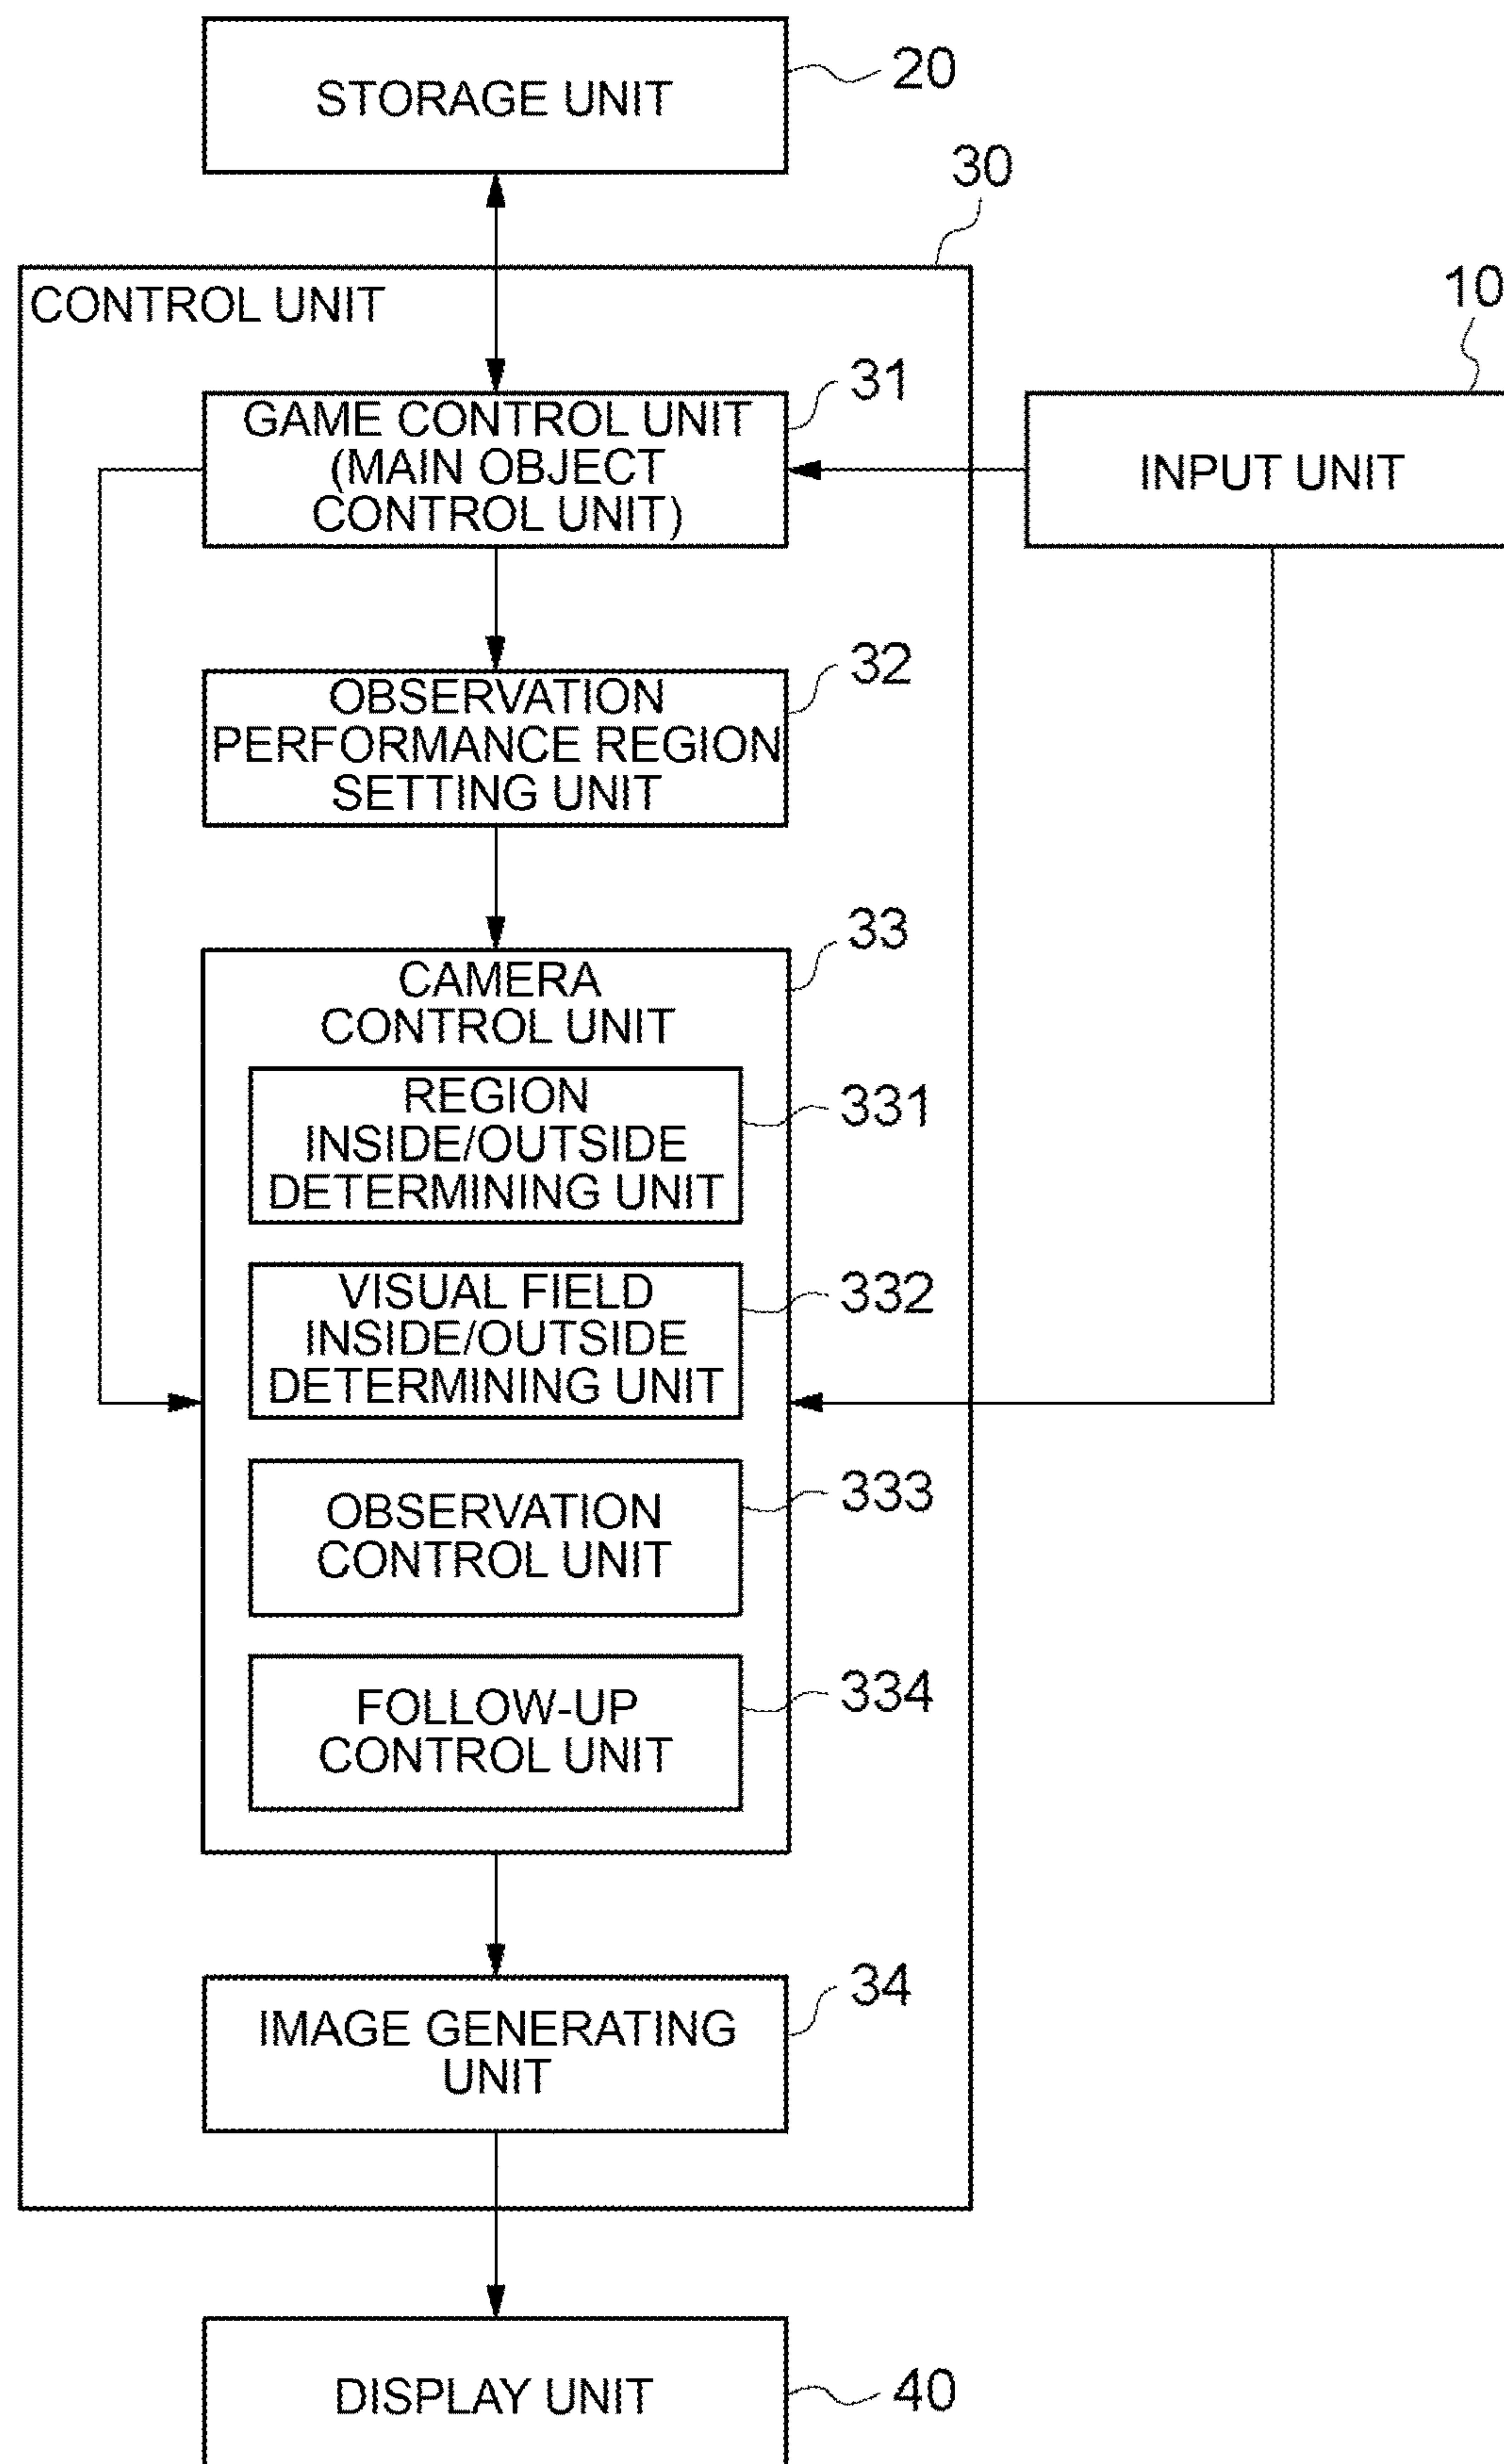 STORAGE UNIT
20
30
CONTROL UNIT
10
31
GAME CONTROL UNIT
(MAIN OBJECT
CONTROL UNIT)
INPUT UNIT
32
OBSERVATION
PERFORMANCE REGION
SETTING UNIT
33
CAMERA
CONTROL UNIT
REGION
INSIDE/OUTSIDE
DETERMINING UNIT
331
VISUAL FIELD
INSIDE/OUTSIDE
DETERMINING UNIT
332
OBSERVATION
CONTROL UNIT
333
FOLLOW-UP
CONTROL UNIT
334
34
IMAGE GENERATING
UNIT
DISPLAY UNIT
40